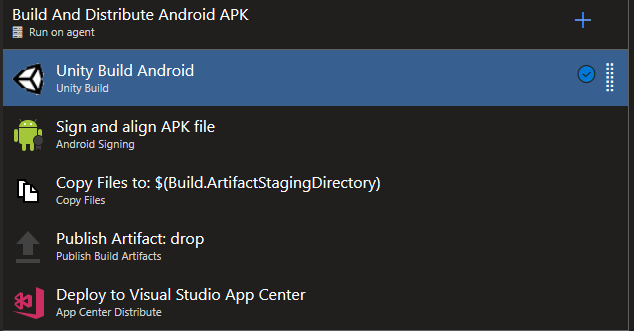 Build And Distribute Android APK
Run on agent
Unity Build Android
Unity Build
Sign and align APK file
Android Signing
Copy Files to: $(Build.ArtifactStagingDirectory)
Copy Files
Publish Artifact: drop
Publish Build Artifacts
Deploy to Visual Studio App Center
App Center Distribute